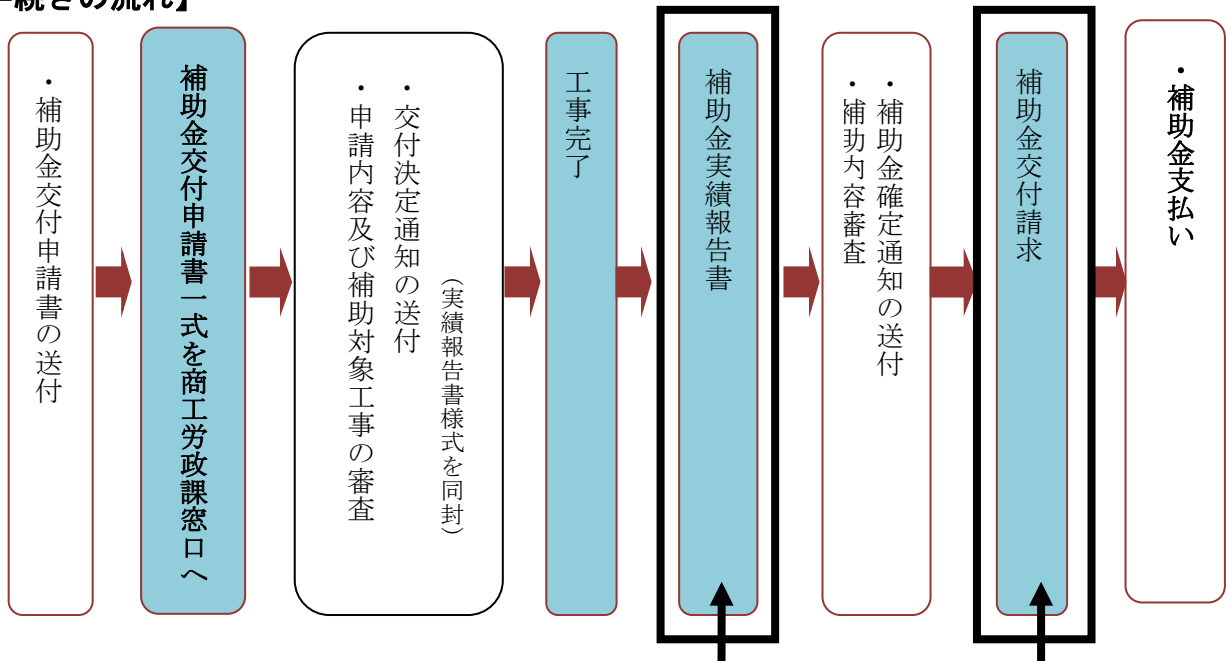 続きの流れ】
・補助金交付申請書の送付
補助金交付申請書一式を商工労政課窓口へ
・申請内容及び補助対象工事の審査
・交付決定通知の送付
（実績報告書様式を同封）
工事完了
補助金実績報告書
・補助内容審査
・補助金確定通知の送付
補助金交付請求
・補助金支払い